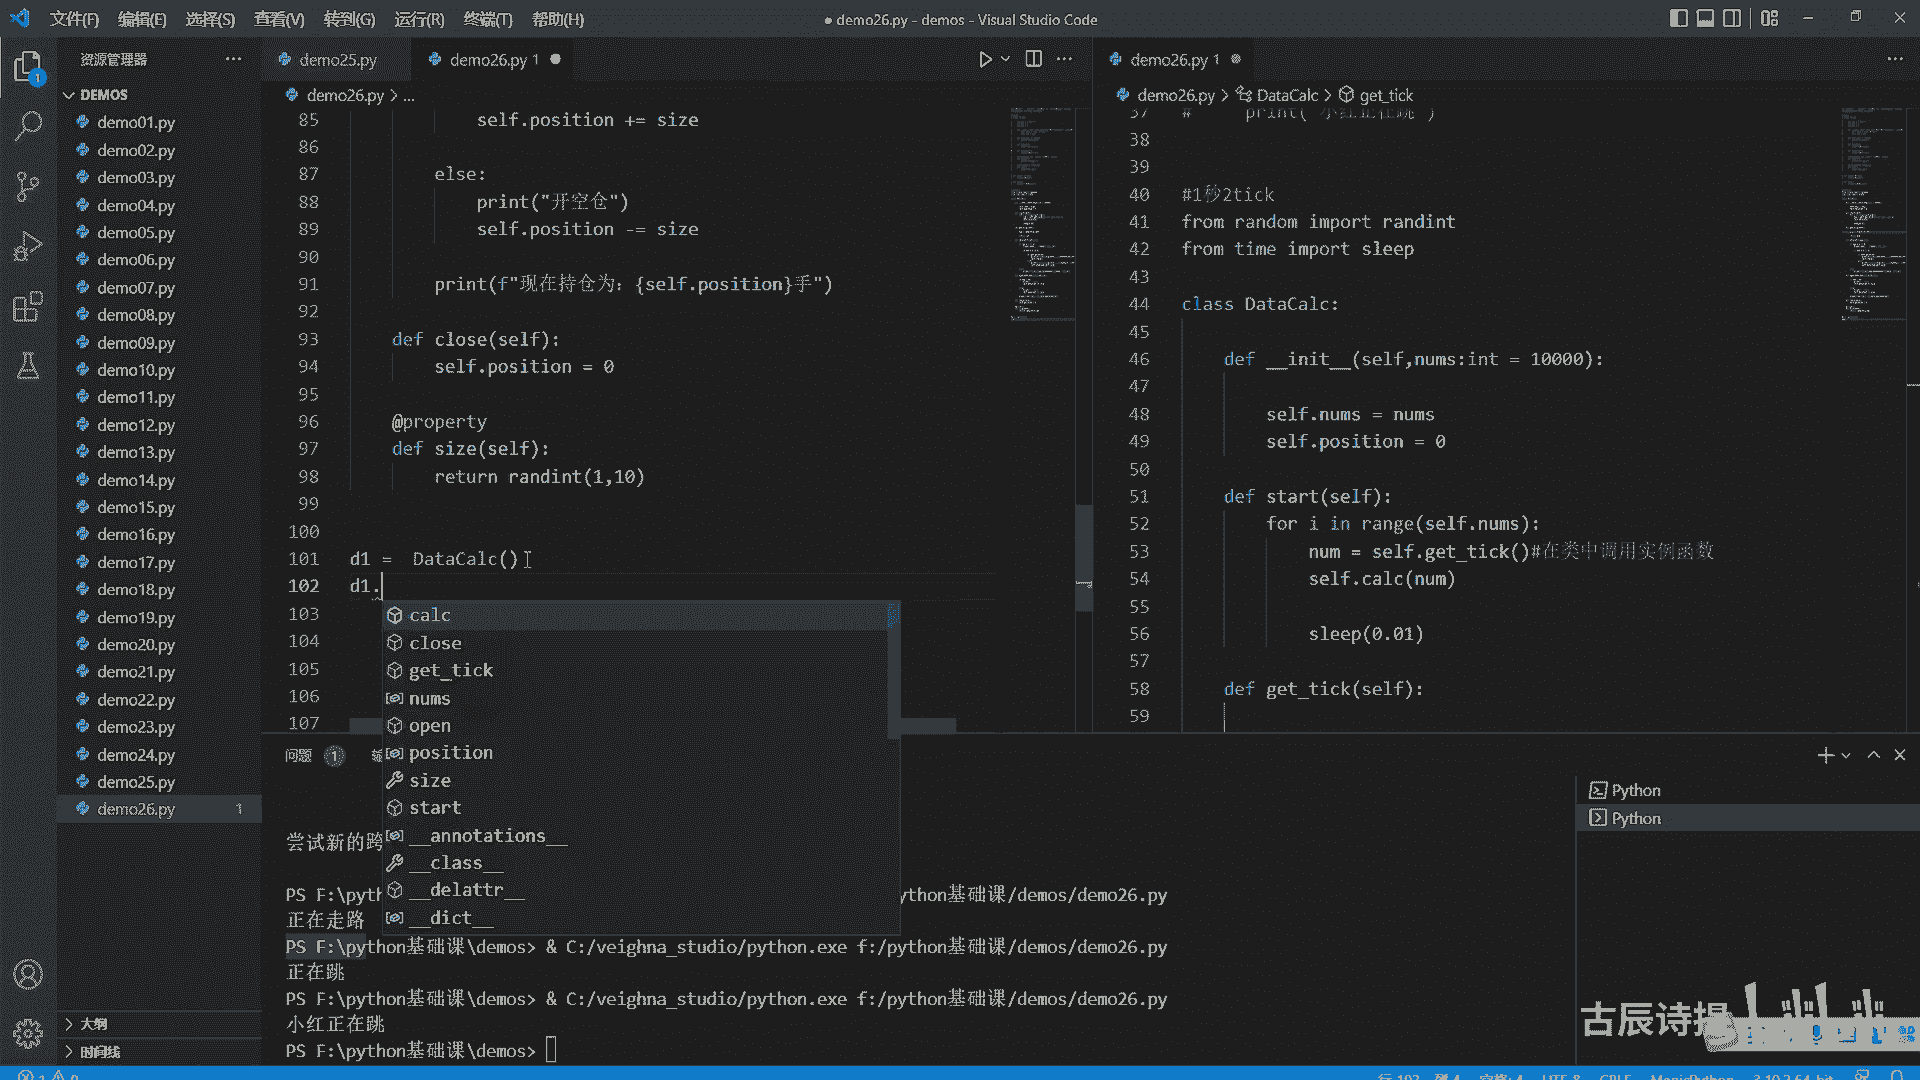 文件(F) 编辑(E) 选择(S) 查看(V) 转到(G) 运行(R) 终端(T) 帮助(H)
● demo26.py - demos - Visual Studio Code
资源管理器
DEMOS
demo01.py
demo02.py
demo03.py
demo04.py
demo05.py
demo06.py
demo07.py
demo08.py
demo09.py
demo10.py
demo11.py
demo12.py
demo13.py
demo14.py
demo15.py
demo16.py
demo17.py
demo18.py
demo19.py
demo20.py
demo21.py
demo22.py
demo23.py
demo24.py
demo25.py
demo26.py 1
大纲
时间线
demo25.py demo26.py 1
demo26.py > ...
85 self.position += size
86
87 else:
88 print("开空仓")
89 self.position -= size
90
91 print(f"现在持仓为: {self.position}手")
92
93 def close(self):
94 self.position = 0
95
96 @property
97 def size(self):
98 return randint(1,10)
99
100
101 d1 =  DataCalc()
102 d1.
103
104
105
106
107
calc
close
get_tick
nums
open
position
size
start
__annotations__
__class__
__delattr__
__dict__
demo26.py 1
demo26.py > DataCalc > get_tick
37 # print("小红正在跳")
38
39
40 #1秒2tick
41 from random import randint
42 from time import sleep
43
44 class DataCalc:
45
46 def __init__(self,nums:int = 10000):
47
48 self.nums = nums
49 self.position = 0
50
51 def start(self):
52 for i in range(self.nums):
53 num = self.get_tick()#在类中调用实例函数
54 self.calc(num)
55
56 sleep(0.01)
57
58 def get_tick(self):
59
问题 1
尝试新的跨
PS F:\pyth
ython基础课/demos/demo26.py
正在走路
PS F:\python基础课\demos> & C:/veighna_studio/python.exe f:/python基础课/demos/demo26.py
正在跳
PS F:\python基础课\demos> & C:/veighna_studio/python.exe f:/python基础课/demos/demo26.py
小红正在跳
PS F:\python基础课\demos>
Python
Python
古辰诗提